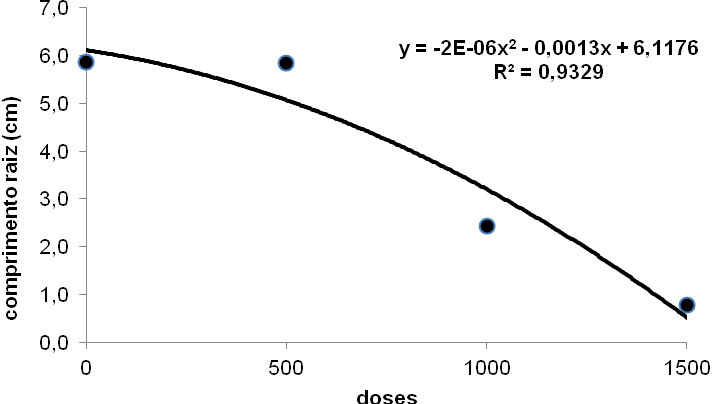 7,0
6,0
5,0
4,0
3,0
2,0
1,0
0,0
comprimento raiz (cm)
y = -2E-06x² - 0,0013x + 6,1176
R² = 0,9329
0 500 1000 1500
doses